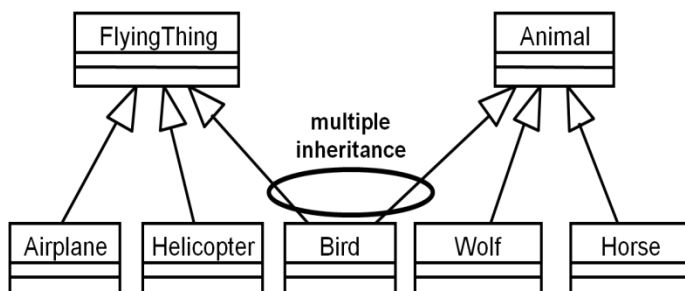 FlyingThing
Animal
multiple
inheritance
Airplane
Helicopter
Bird
Wolf
Horse